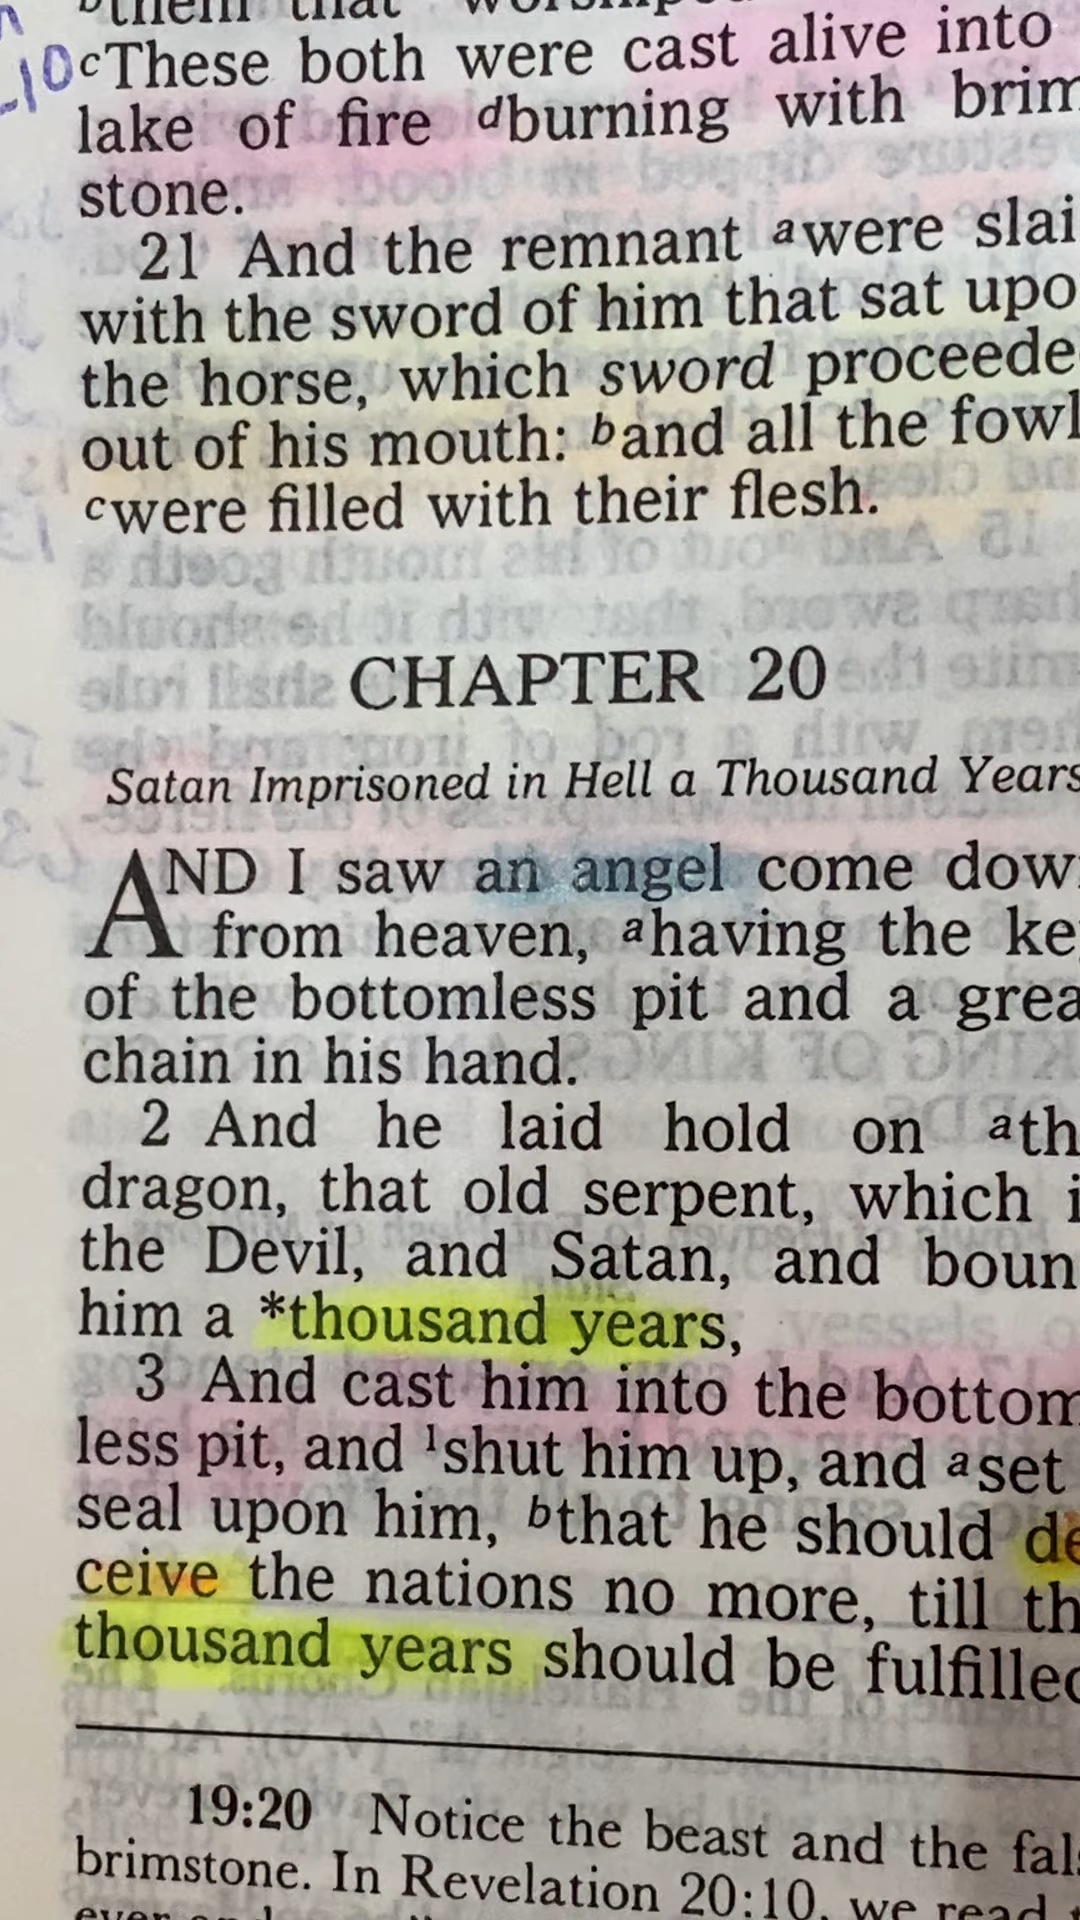 them that
10 cThese both were cast alive into
lake of fire dburning with brim
stone.
21 And the remnant awere slai
with the sword of him that sat upo
the horse, which sword proceede
out of his mouth: band all the fowl
cwere filled with their flesh.
CHAPTER 20
Satan Imprisoned in Hell a Thousand Years
AND I saw an angel come dow
from heaven, ahaving the ke
of the bottomless pit and a grea
chain in his hand.
2 And he laid hold on ath
dragon, that old serpent, which i
the Devil, and Satan, and boun
him a *thousand years,
3 And cast him into the bottom
less pit, and 1shut him up, and aset
seal upon him, bthat he should de
ceive the nations no more, till th
thousand years should be fulfilled
19:20 Notice the beast and the fal
brimstone. In Revelation 20:10, we read